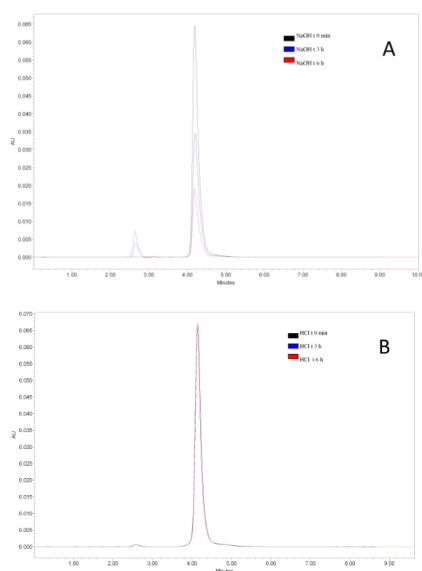 0.065
0.060
0.055
0.050
0.045
0.040
0.035
0.030
0.025
0.020
0.015
0.010
0.005
0.000
AU
NaOH t 0 min
NaOH t 3 h
NaOH t 6 h
A
1.00 2.00 3.00 4.00 5.00 6.00 7.00 8.00 9.00 10.0
Minutes
0.070
0.065
0.060
0.055
0.050
0.045
0.040
0.035
0.030
0.025
0.020
0.015
0.010
0.005
0.000
AU
HCl t 0 min
HCl t 3 h
HCl t 6 h
B
1.00 2.00 3.00 4.00 5.00 6.00 7.00 8.00 9.00
Minutes